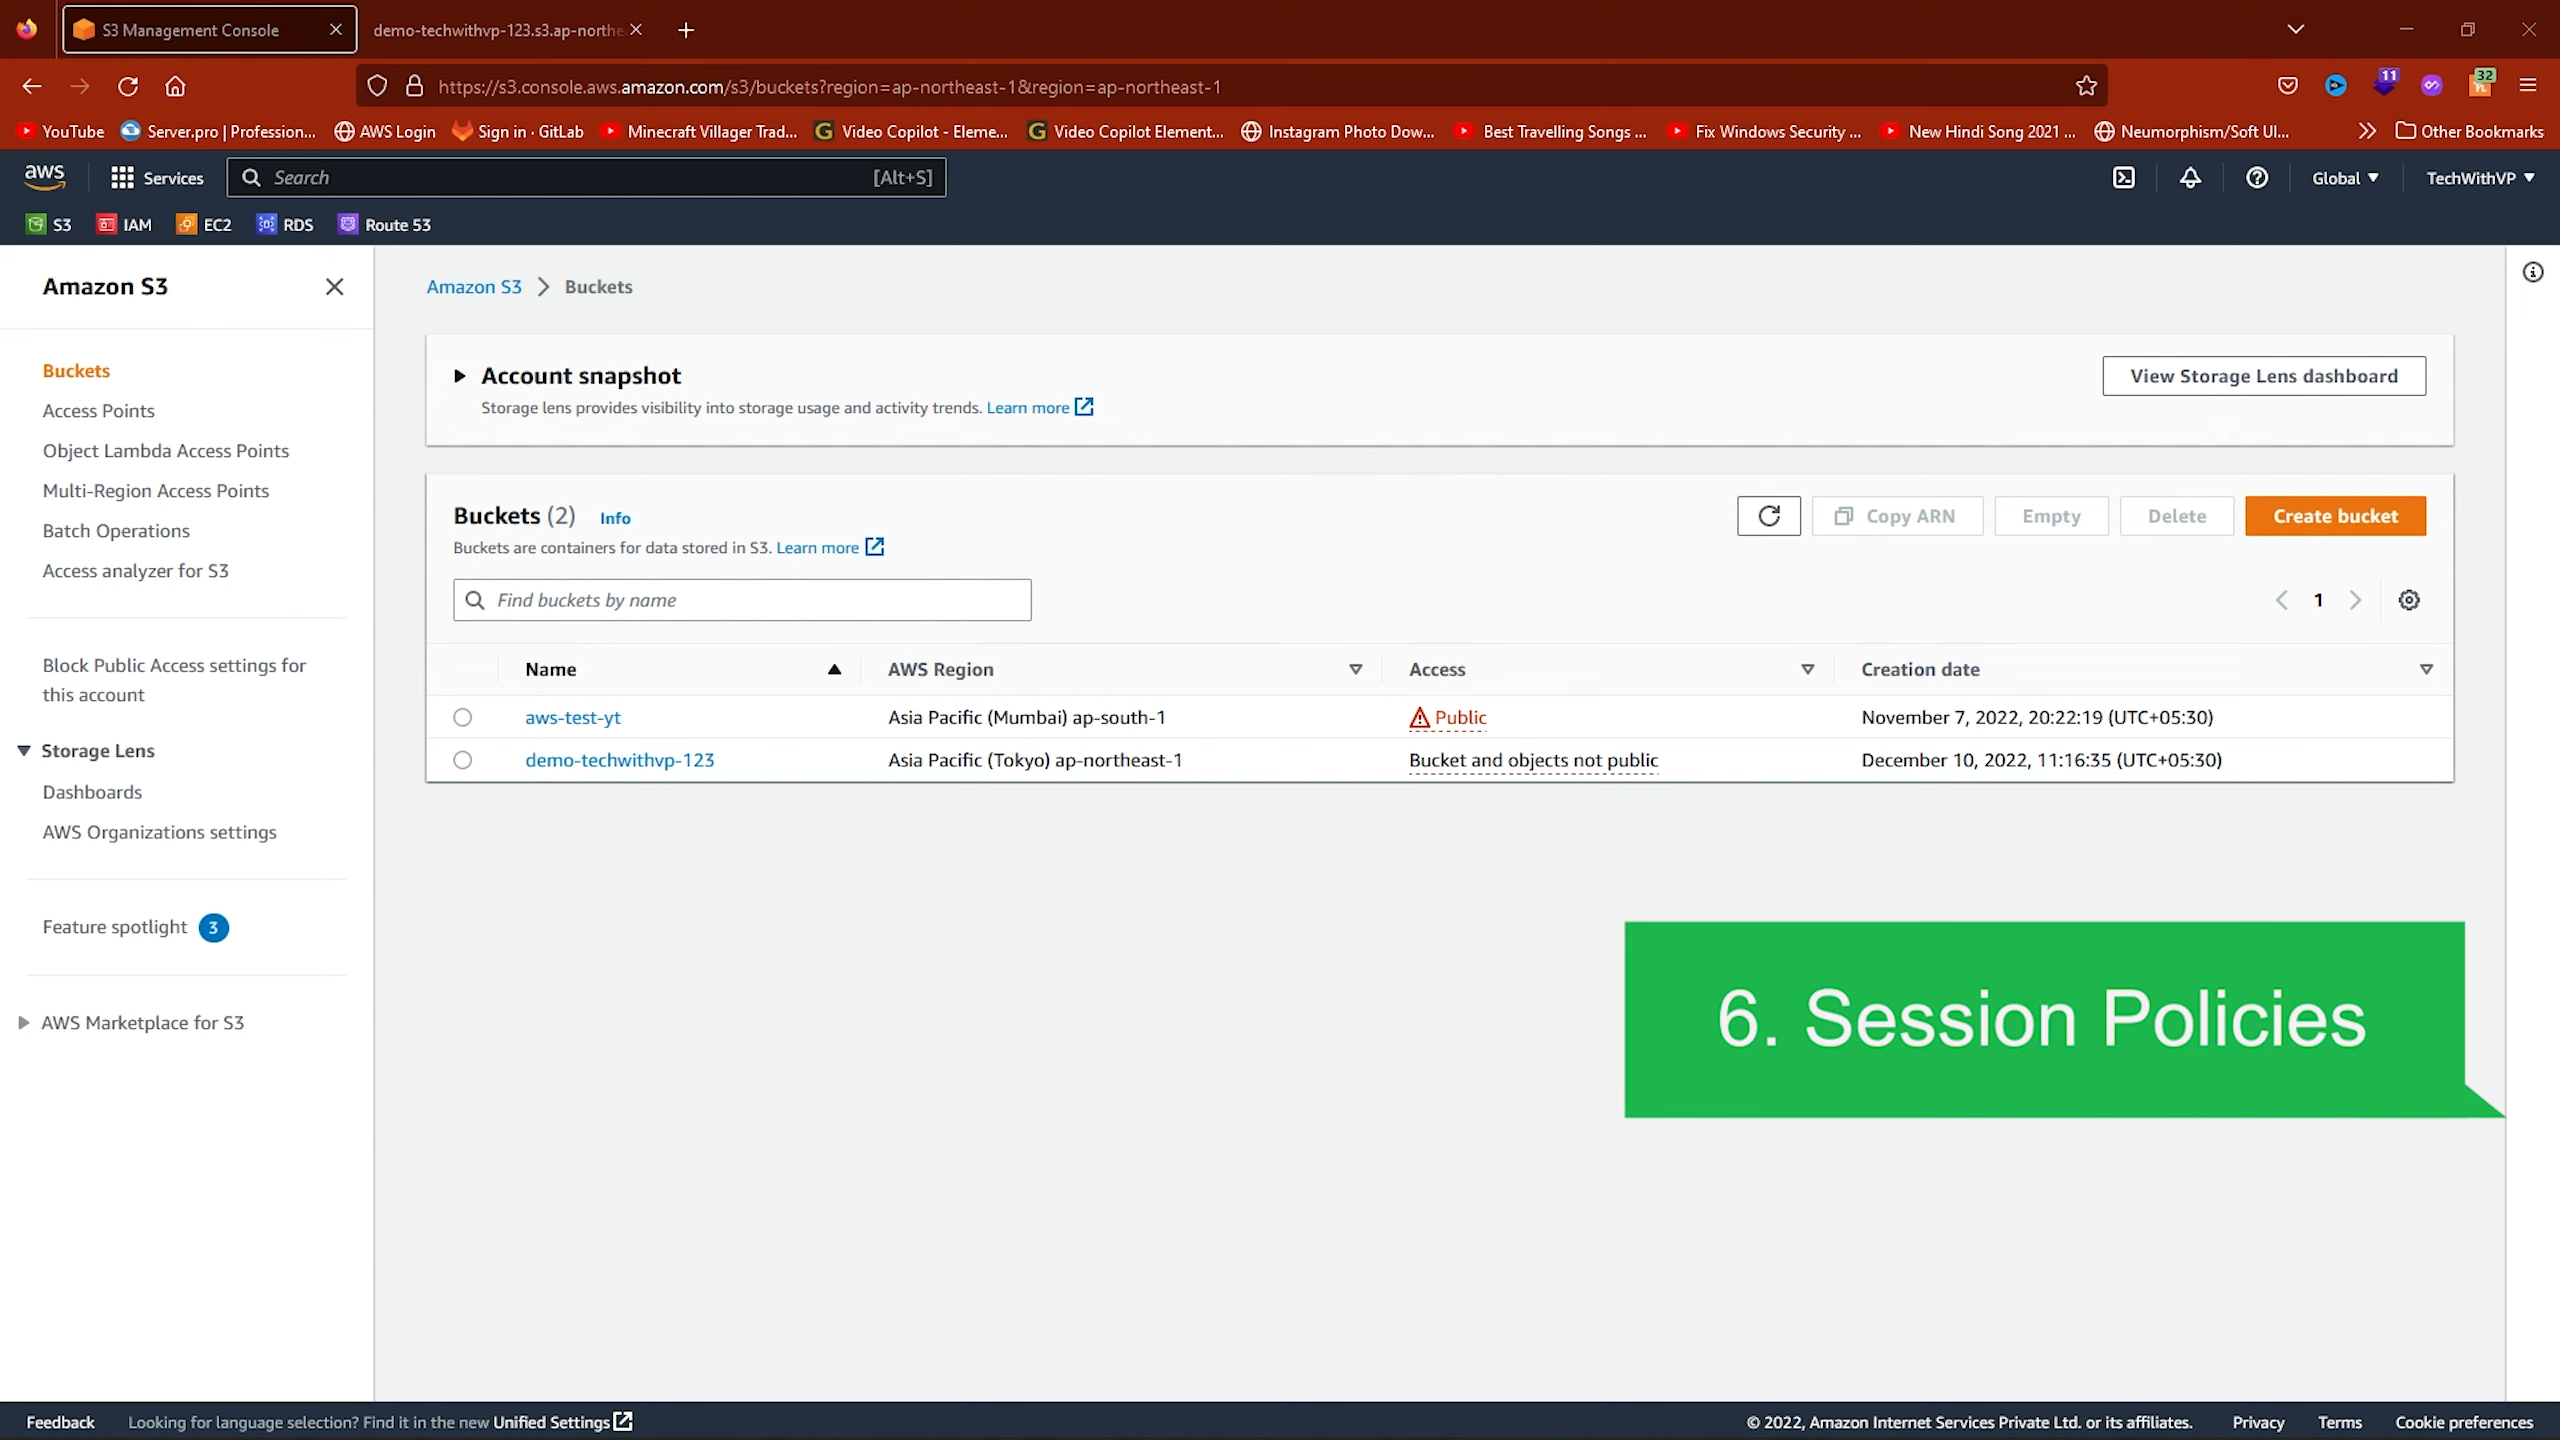 S3 Management Console
demo-techwithvp-123.s3.ap-northe
https://s3.console.aws.amazon.com/s3/buckets?region=ap-northeast-1&region=ap-northeast-1
11
32
YouTube
Server.pro | Profession...
AWS Login
Sign in · GitLab
Minecraft Villager Trad...
Video Copilot - Eleme...
Video Copilot Element...
Instagram Photo Dow...
Best Travelling Songs ...
Fix Windows Security ...
New Hindi Song 2021 ...
Neumorphism/Soft UI...
Other Bookmarks
aws
Services
Search
[Alt+S]
Global
TechWithVP
S3
IAM
EC2
RDS
Route 53
Amazon S3
Buckets
Access Points
Object Lambda Access Points
Multi-Region Access Points
Batch Operations
Access analyzer for S3
Block Public Access settings for
this account
Storage Lens
Dashboards
AWS Organizations settings
Feature spotlight 3
AWS Marketplace for S3
Amazon S3 > Buckets
Account snapshot
Storage lens provides visibility into storage usage and activity trends. Learn more
View Storage Lens dashboard
Buckets (2) Info
Buckets are containers for data stored in S3. Learn more
Copy ARN
Empty
Delete
Create bucket
Find buckets by name
1
Name AWS Region Access Creation date
aws-test-yt Asia Pacific (Mumbai) ap-south-1 Public November 7, 2022, 20:22:19 (UTC+05:30)
demo-techwithvp-123 Asia Pacific (Tokyo) ap-northeast-1 Bucket and objects not public December 10, 2022, 11:16:35 (UTC+05:30)
6. Session Policies
Feedback
Looking for language selection? Find it in the new Unified Settings
© 2022, Amazon Internet Services Private Ltd. or its affiliates.
Privacy
Terms
Cookie preferences